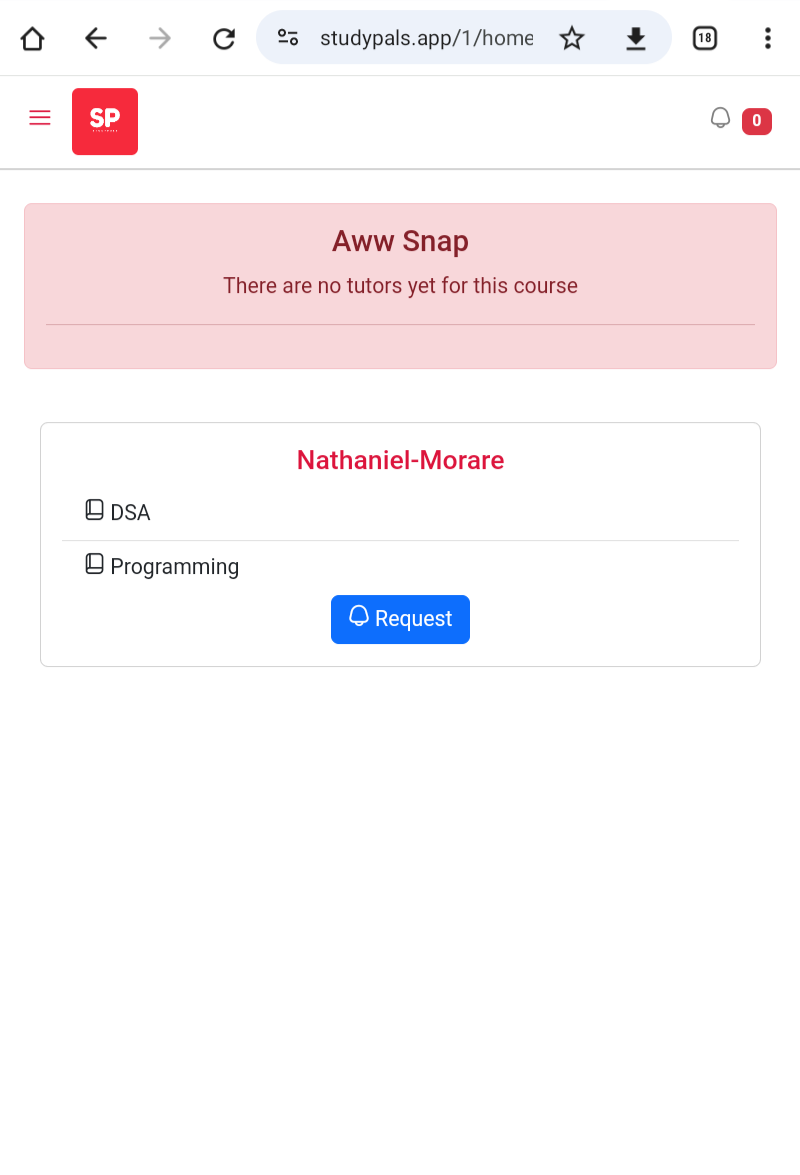 studypals.app/1/home
18
SP
0
Aww Snap
There are no tutors yet for this course
Nathaniel-Morare
DSA
Programming
Request